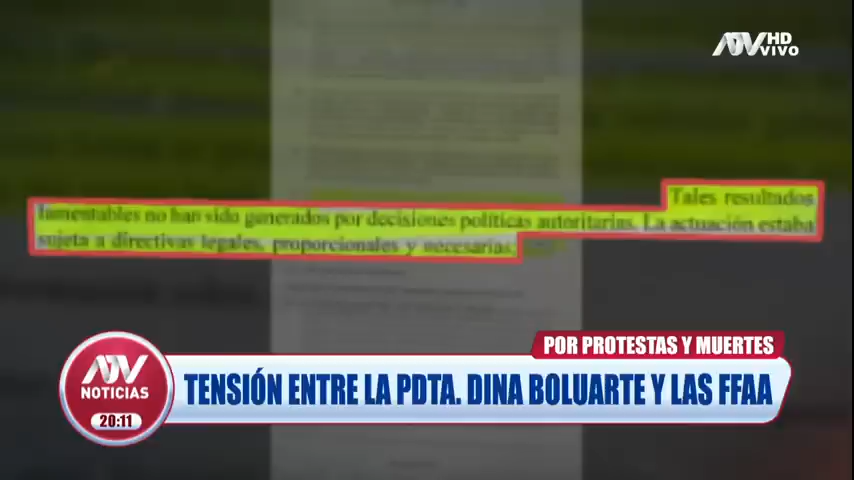 ATV HD
VIVO
Tales resultados
lamentables no han sido generados por decisiones políticas autoritarias. La actuación estaba
sujeta a directivas legales, proporcionales y necesarias.
POR PROTESTAS Y MUERTES
ATV
NOTICIAS
TENSIÓN ENTRE LA PDTA. DINA BOLUARTE Y LAS FFAA
20:11